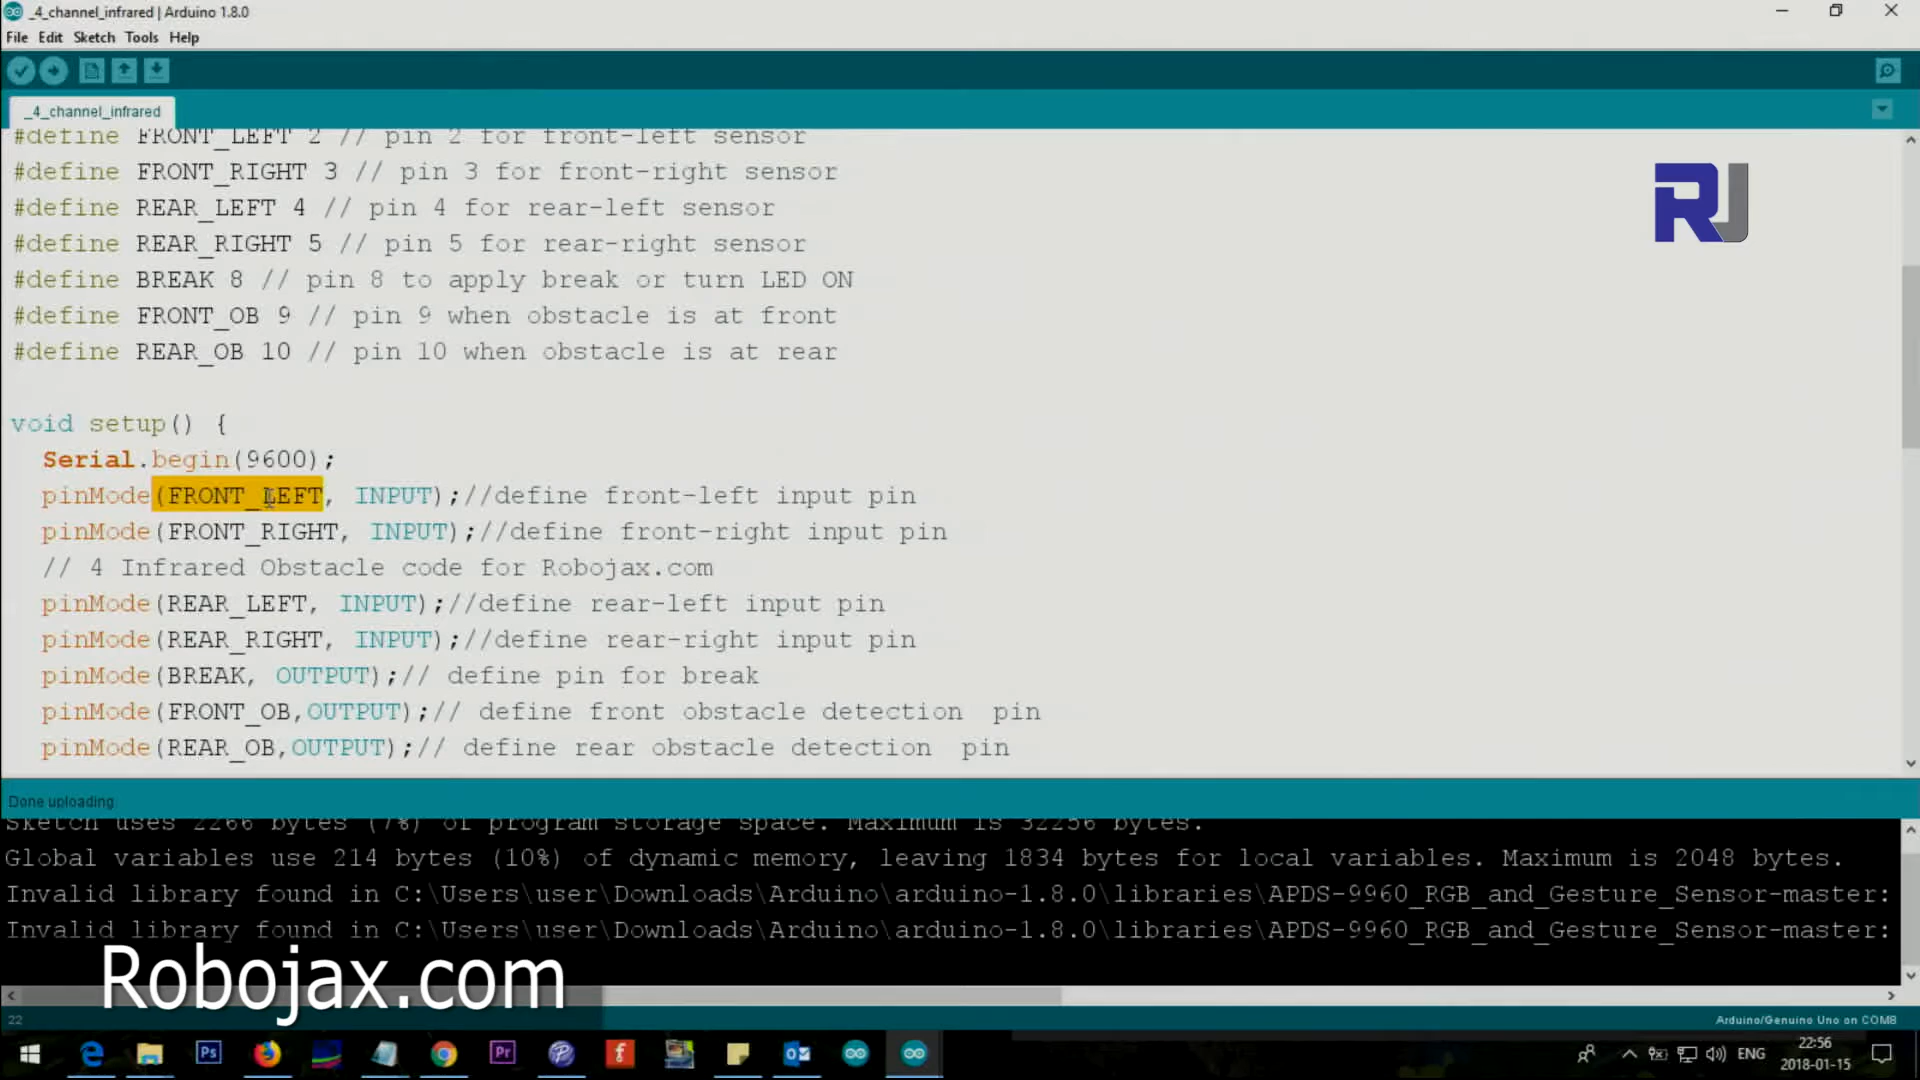 _4_channel_infrared | Arduino 1.8.0
File Edit Sketch Tools Help
_4_channel_infrared
#define FRONT_LEFT 2 // pin 2 for front-left sensor
#define FRONT_RIGHT 3 // pin 3 for front-right sensor
#define REAR_LEFT 4 // pin 4 for rear-left sensor
#define REAR_RIGHT 5 // pin 5 for rear-right sensor
#define BREAK 8 // pin 8 to apply break or turn LED ON
#define FRONT_OB 9 // pin 9 when obstacle is at front
#define REAR_OB 10 // pin 10 when obstacle is at rear
RJ
void setup() {
Serial.begin(9600);
pinMode(FRONT_LEFT, INPUT);//define front-left input pin
pinMode(FRONT_RIGHT, INPUT);//define front-right input pin
// 4 Infrared Obstacle code for Robojax.com
pinMode(REAR_LEFT, INPUT);//define rear-left input pin
pinMode(REAR_RIGHT, INPUT);//define rear-right input pin
pinMode(BREAK, OUTPUT);// define pin for break
pinMode(FRONT_OB,OUTPUT);// define front obstacle detection  pin
pinMode(REAR_OB,OUTPUT);// define rear obstacle detection  pin
Done uploading.
Sketch uses 2266 bytes (7%) of program storage space. Maximum is 32256 bytes.
Global variables use 214 bytes (10%) of dynamic memory, leaving 1834 bytes for local variables. Maximum is 2048 bytes.
Invalid library found in C:\Users\user\Downloads\Arduino\arduino-1.8.0\libraries\APDS-9960_RGB_and_Gesture_Sensor-master:
Invalid library found in C:\Users\user\Downloads\Arduino\arduino-1.8.0\libraries\APDS-9960_RGB_and_Gesture_Sensor-master:
Robojax.com
22
Arduino/Genuino Uno on COM8
Ps
Pr
ENG
22:56
2018-01-15